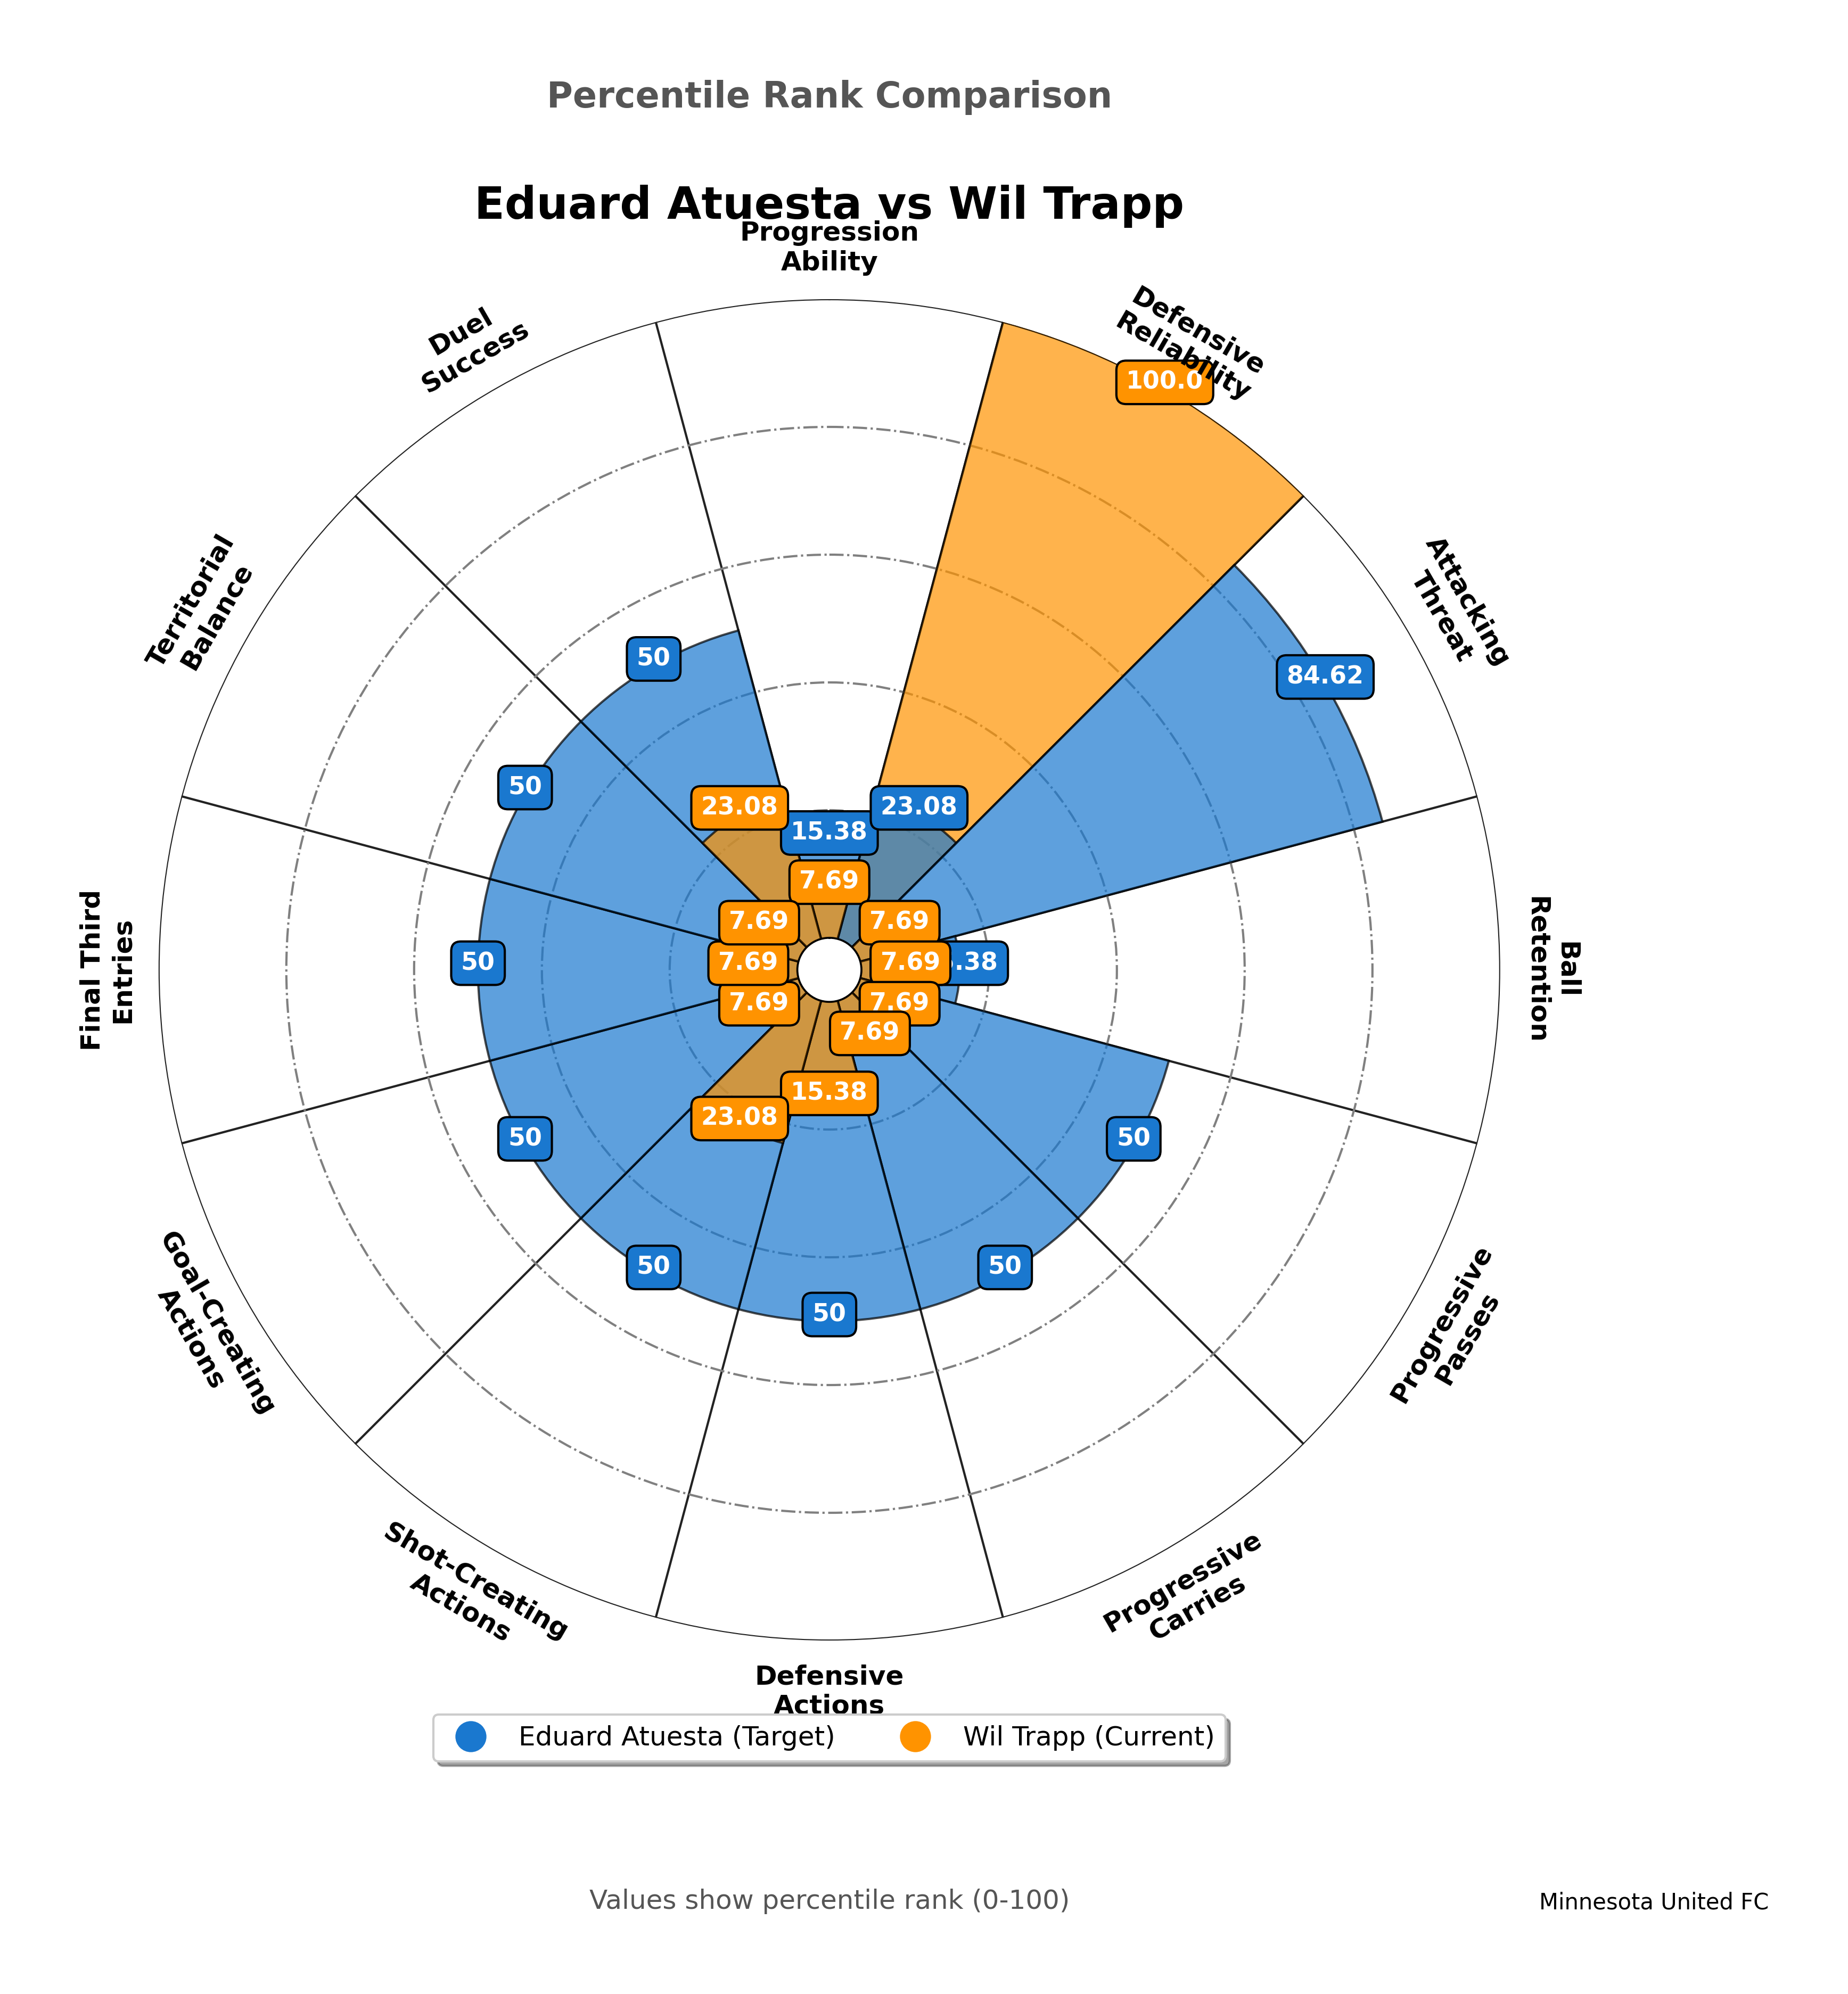 Percentile Rank Comparison
Eduard Atuesta vs Wil Trapp
Progression
Ability
Defensive
Reliability
Duel
Success
100.0
Attacking
Threat
Territorial
Balance
50
84.62
50
23.08
15.38
23.08
7.69
7.69
7.69
Final Third
Entries
50
7.69
7.69
.38
Ball
Retention
7.69
7.69
7.69
15.38
23.08
50
50
Goal-Creating
Actions
Progressive
Passes
50
50
50
Shot-Creating
Actions
Progressive
Carries
Defensive
Actions
Eduard Atuesta (Target)
Wil Trapp (Current)
Values show percentile rank (0-100)
Minnesota United FC